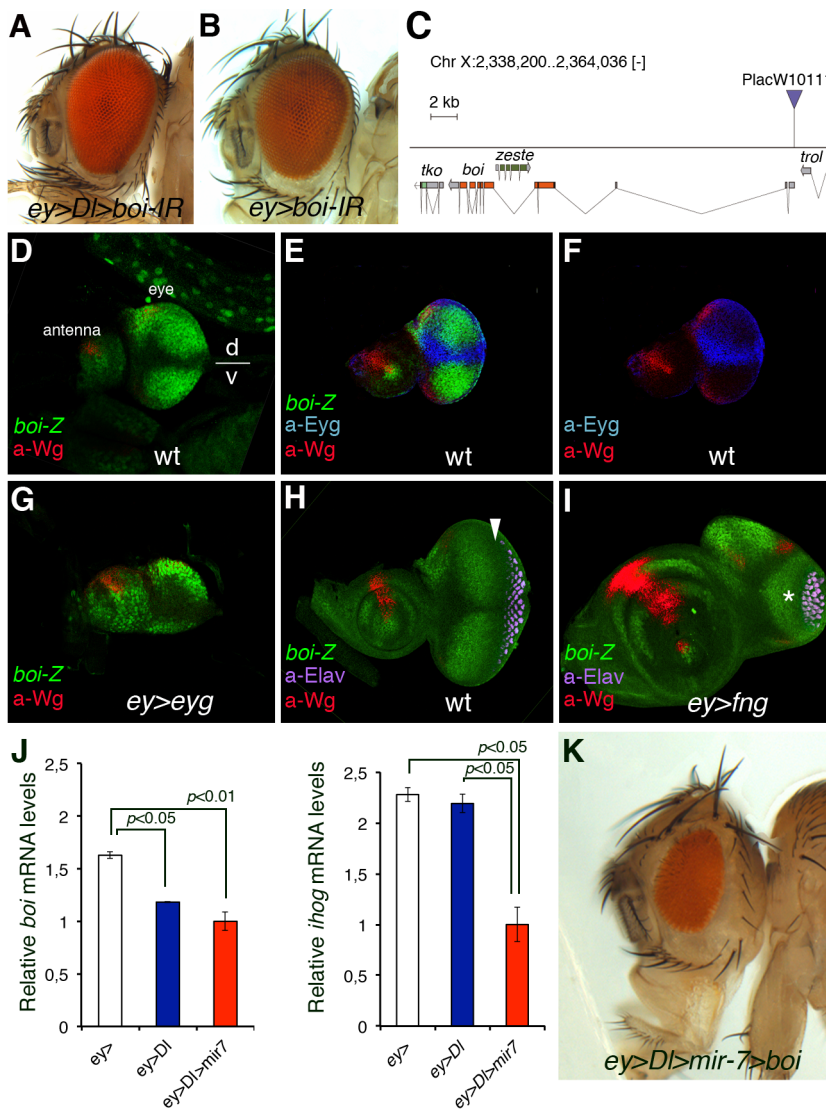 A
B
C
ey>Dl>boi-IR
ey>boi-IR
Chr X:2,338,200..2,364,036 [-]
PlacW10111
2 kb
zeste
tko
boi
trol
D
E
F
eye
antenna
d
v
boi-Z
a-Wg
wt
boi-Z
a-Eyg
a-Wg
wt
a-Eyg
a-Wg
wt
G
H
I
boi-Z
a-Wg
ey>eyg
boi-Z
a-Elav
a-Wg
wt
*
boi-Z
a-Elav
a-Wg
ey>fng
J
K
Relative boi mRNA levels
2,5
2
1,5
1
0,5
0
p<0.01
p<0.05
ey>
ey>Dl
ey>Dl>mir7
Relative ihog mRNA levels
2,5
2
1,5
1
0,5
0
p<0.05
p<0.05
ey>
ey>Dl
ey>Dl>mir7
ey>Dl>mir-7>boi